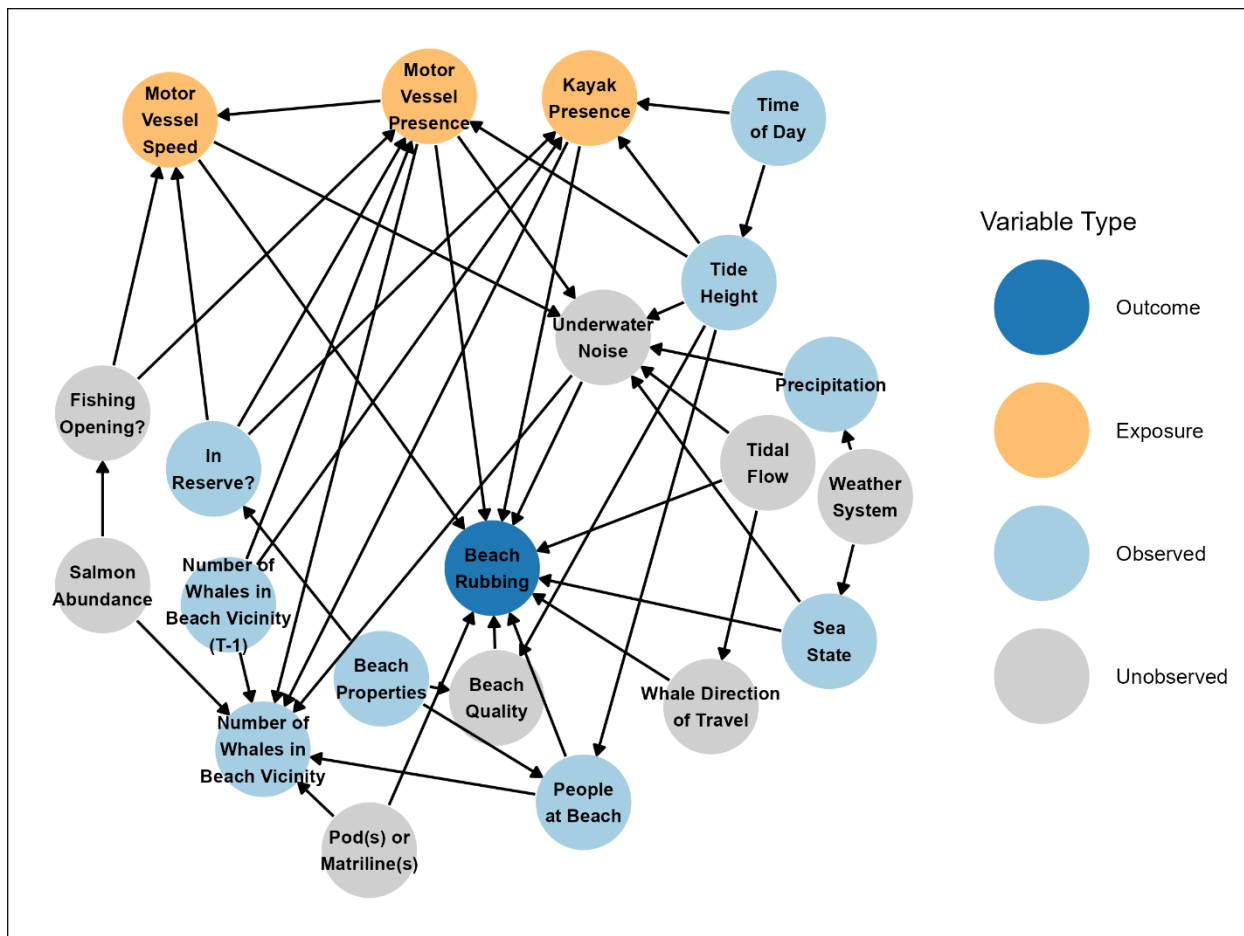 Motor
Vessel
Speed
Motor
Vessel
Presence
Kayak
Presence
Time
of Day
Tide
Height
Underwater
Noise
Precipitation
Fishing
Opening?
In
Reserve?
Tidal
Flow
Weather
System
Salmon
Abundance
Number of
Whales in
Beach Vicinity
(T-1)
Beach
Rubbing
Sea
State
Beach
Properties
Beach
Quality
Whale Direction
of Travel
Number of
Whales in
Beach Vicinity
People
at Beach
Pod(s) or
Matriline(s)
Variable Type
Outcome
Exposure
Observed
Unobserved